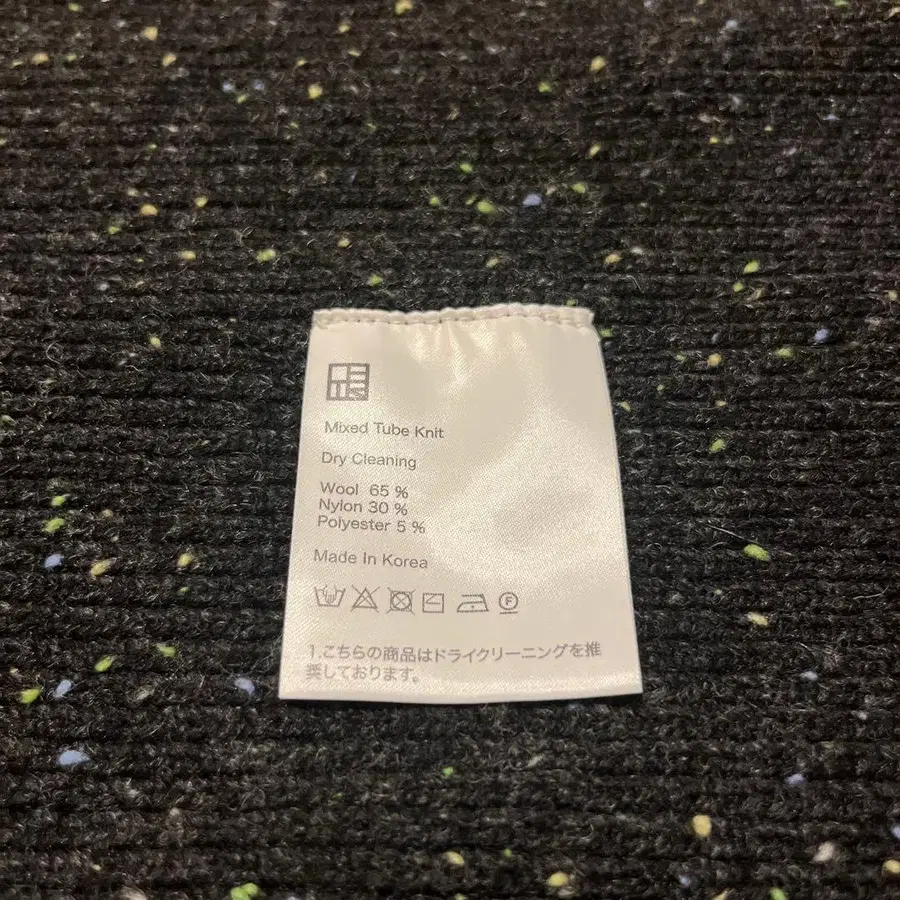 Mixed Tube Knit
Dry Cleaning
Wool 65 %
Nylon 30 %
Polyester 5 %
Made In Korea
F
1.こちらの商品はドライクリーニングを推
奨しております。